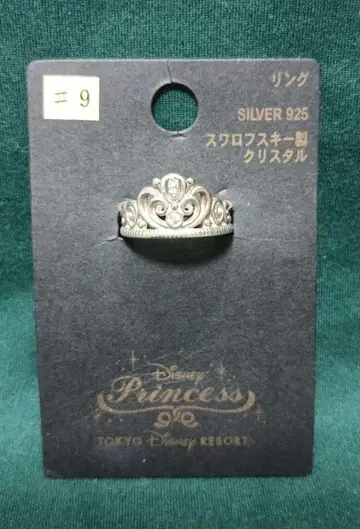 # 9
リング
SILVER 925
スワロフスキー製
クリスタル
Disney
Princess
TOKYO Disney RESORT